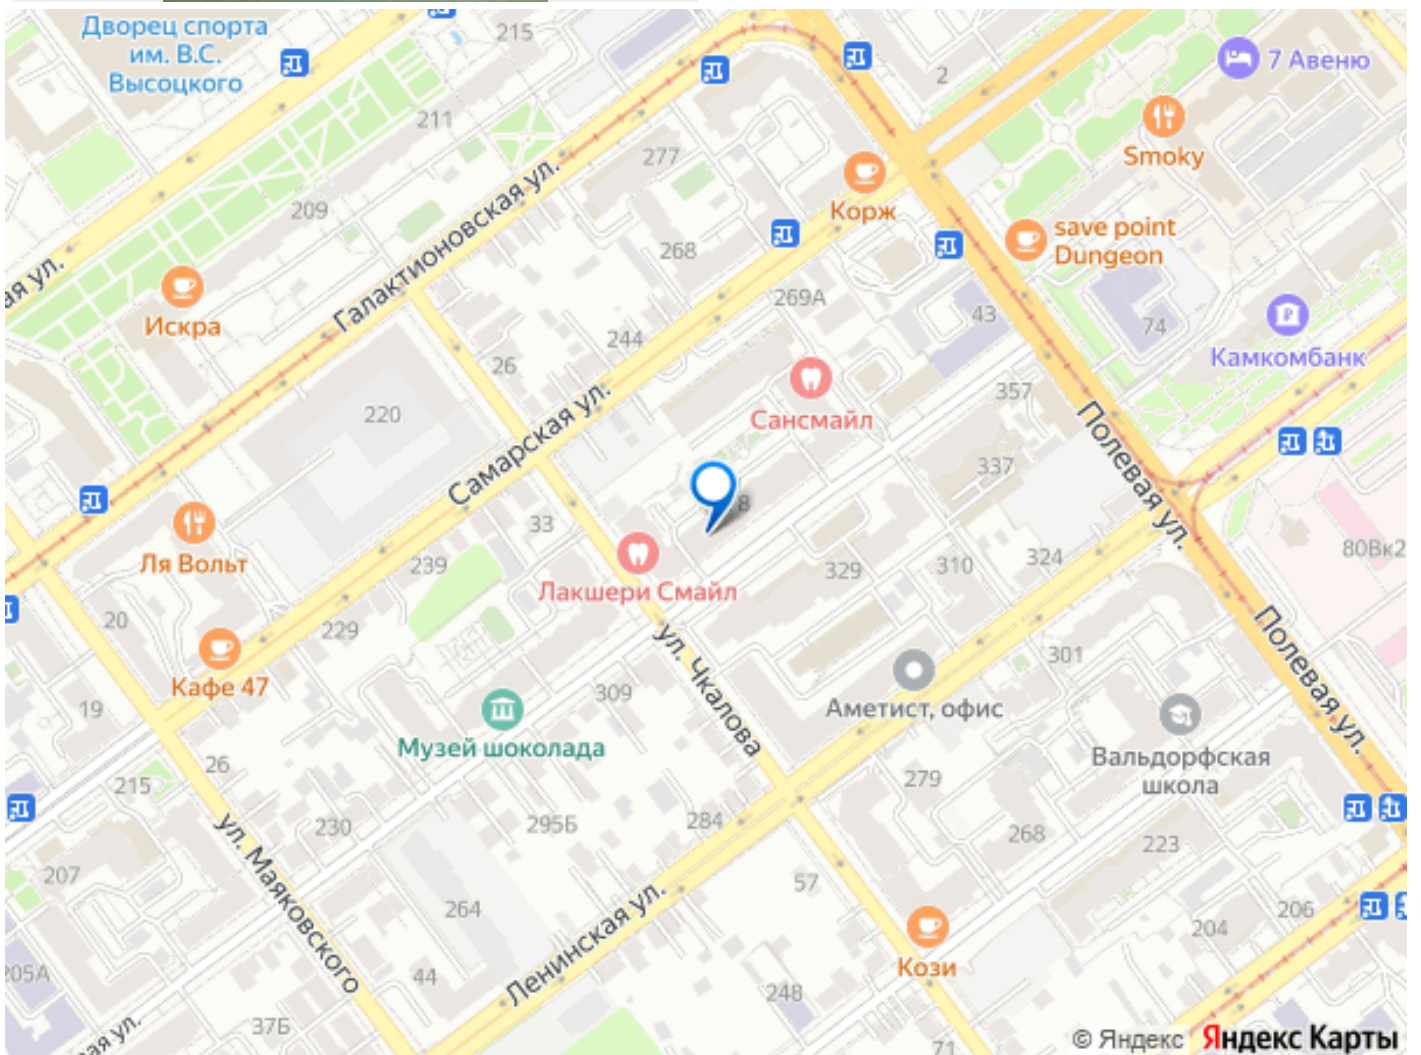 Дворец спорта
им. В.С.
Высоцкого
215
2
7 Авеню
211
277
Smoky
209
Корж
save point
Dungeon
268
Галактионовская ул.
ая ул.
Искра
269А
43
74
Камкомбанк
244
26
220
Сансмайл
357
Самарская ул.
Полевая ул.
337
8
33
Ля Вольт
239
Лакшери Смайл
329
310
324
80Вк2
20
229
Кафе 47
ул. Чкалова
301
Полевая ул.
19
309
Аметист, офис
Музей шоколада
Вальдорфская
школа
26
215
279
230
295Б
284
268
223
ул. Маяковского
207
57
264
Ленинская ул.
206
204
205А
44
Кози
248
37Б
ая ул.
71
© Яндекс Яндекс Карты